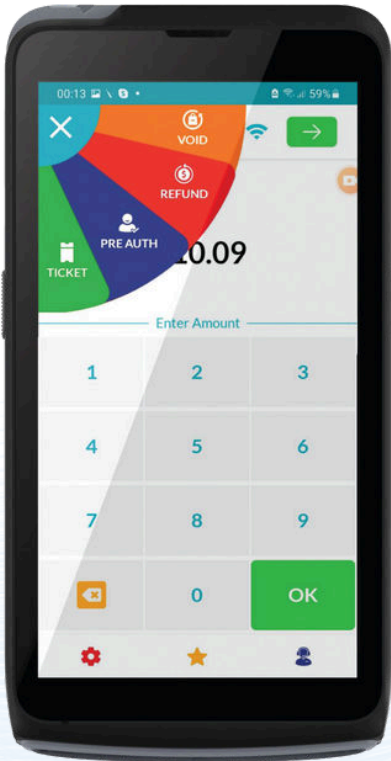 00:13
59%
VOID
REFUND
PRE AUTH
TICKET
10.09
Enter Amount
1 2 3
4 5 6
7 8 9
0 OK